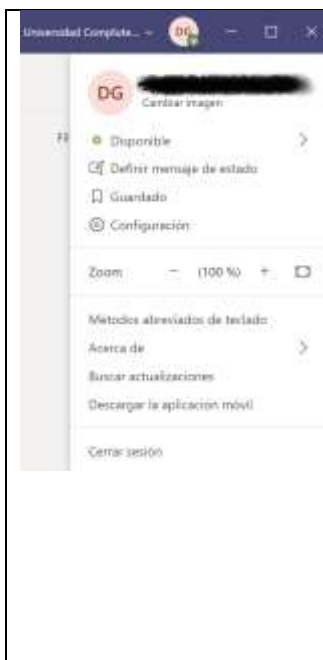 Universidad Complute...
DG
DG
Cambiar imagen
Disponible
Definir mensaje de estado
Guardado
Configuración
Zoom - (100 %) +
Métodos abreviados de teclado
Acerca de
Buscar actualizaciones
Descargar la aplicación móvil
Cerrar sesión